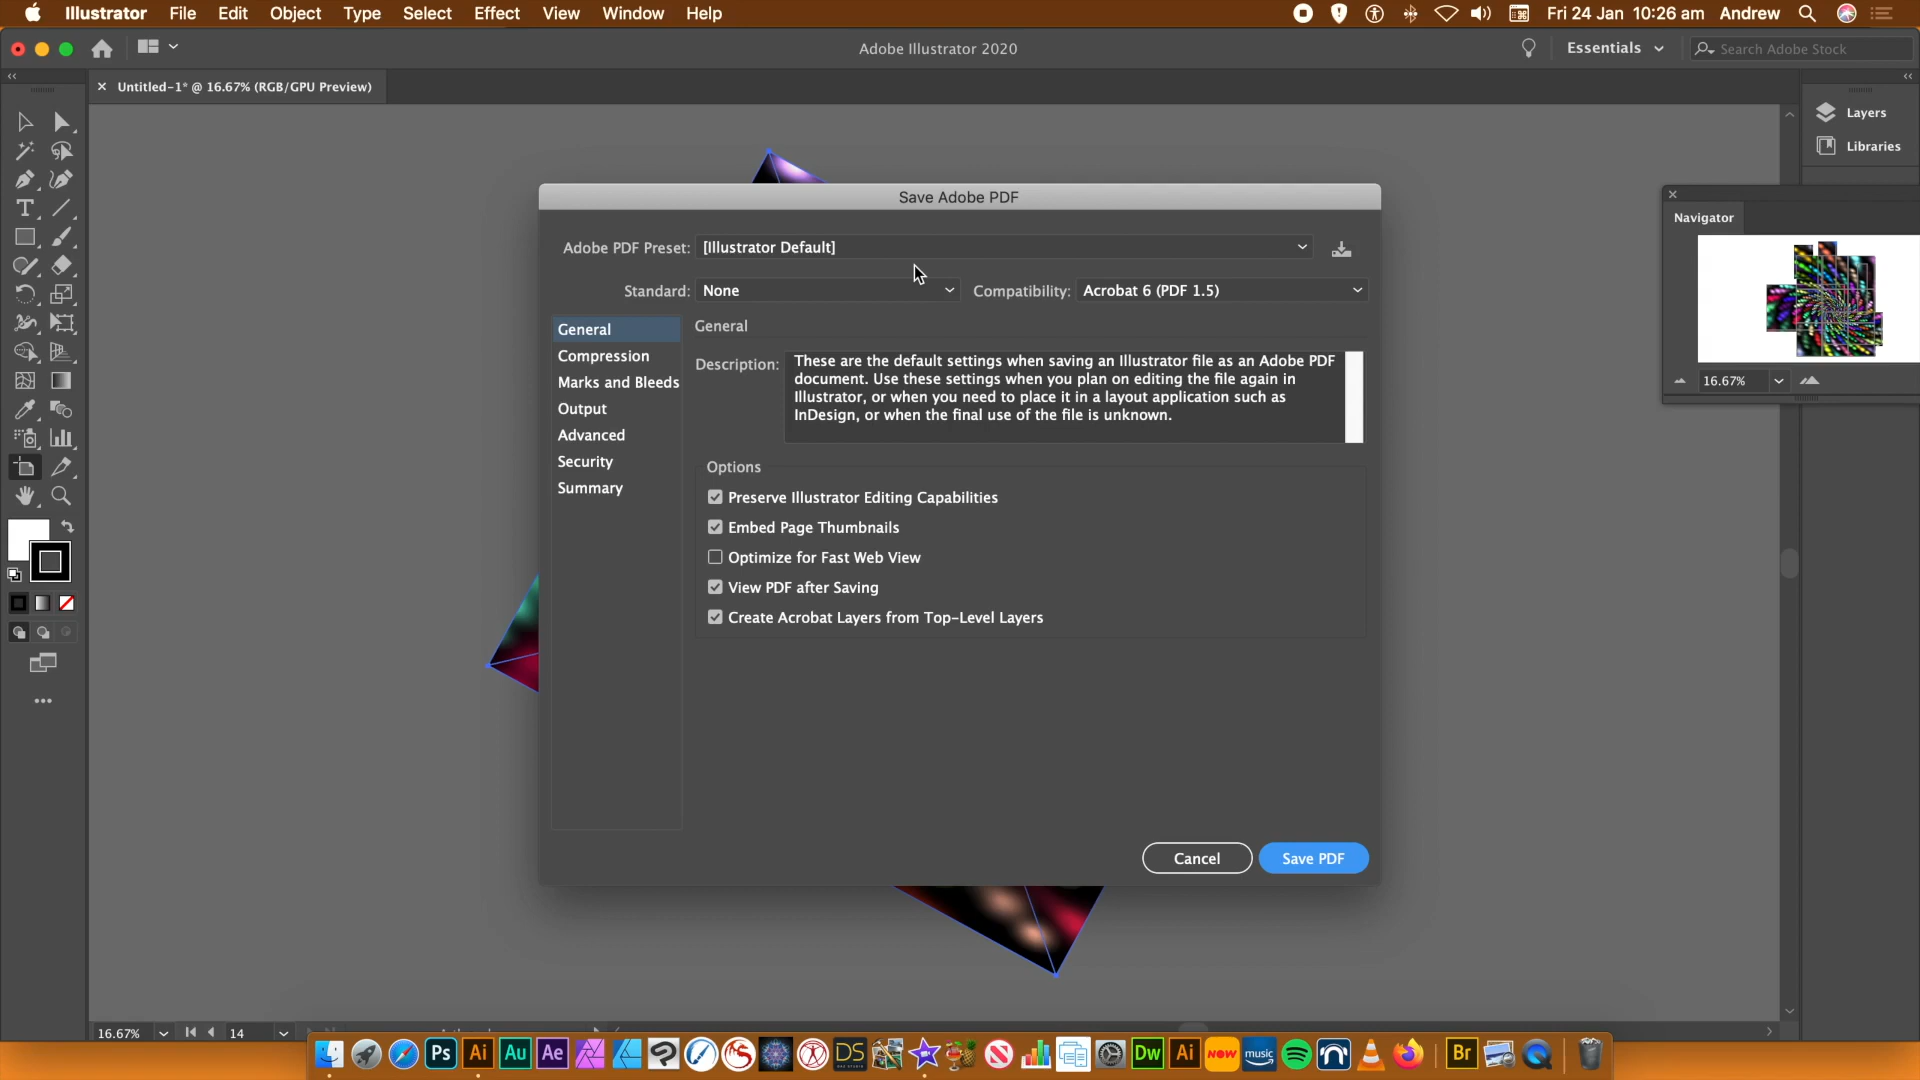 Illustrator File Edit Object Type Select Effect View Window Help Fri 24 Jan 10:26 am Andrew
Adobe Illustrator 2020 Essentials Search Adobe Stock
Untitled-1* @ 16.67% (RGB/GPU Preview)
Layers
Libraries
Navigator
16.67%
Save Adobe PDF
Adobe PDF Preset: [Illustrator Default]
Standard: None Compatibility: Acrobat 6 (PDF 1.5)
General
Compression
Marks and Bleeds
Output
Advanced
Security
Summary
General
Description: These are the default settings when saving an Illustrator file as an Adobe PDF
document. Use these settings when you plan on editing the file again in
Illustrator, or when you need to place it in a layout application such as
InDesign, or when the final use of the file is unknown.
Options
Preserve Illustrator Editing Capabilities
Embed Page Thumbnails
Optimize for Fast Web View
View PDF after Saving
Create Acrobat Layers from Top-Level Layers
Cancel Save PDF
16.67% 14
Ps Ai Au Ae DS Dw Ai NOW music Br